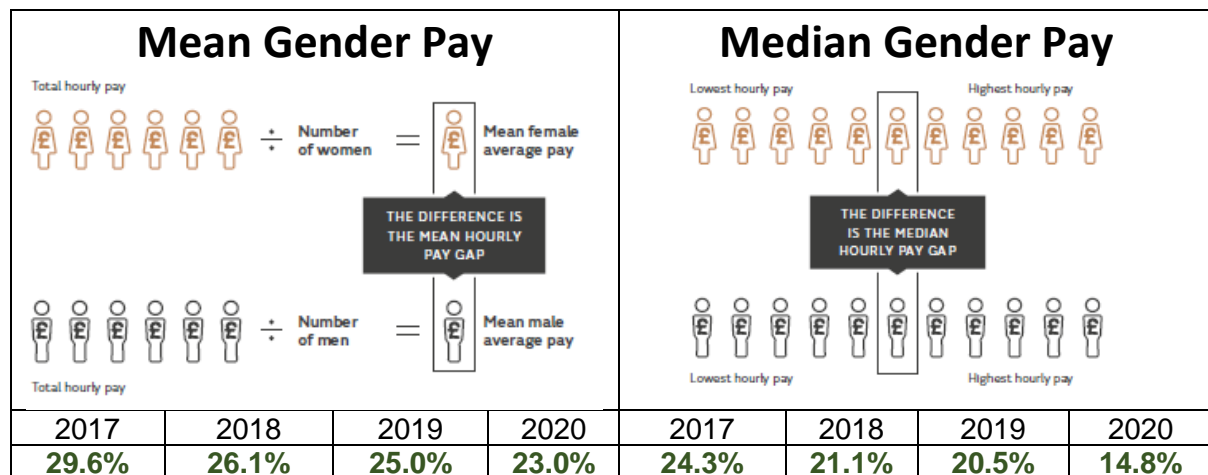 Mean Gender Pay
Total hourly pay
£ £ £ £ £ £ ÷ Number
of women = £ Mean female
average pay
THE DIFFERENCE IS
THE MEAN HOURLY
PAY GAP
£ £ £ £ £ £ ÷ Number
of men = £ Mean male
average pay
Total hourly pay
2017 2018 2019 2020
29.6% 26.1% 25.0% 23.0%
Median Gender Pay
Lowest hourly pay Highest hourly pay
£ £ £ £ £ £ £ £ £ £ £
THE DIFFERENCE
IS THE MEDIAN
HOURLY PAY GAP
£ £ £ £ £ £ £ £ £ £ £
Lowest hourly pay Highest hourly pay
2017 2018 2019 2020
24.3% 21.1% 20.5% 14.8%